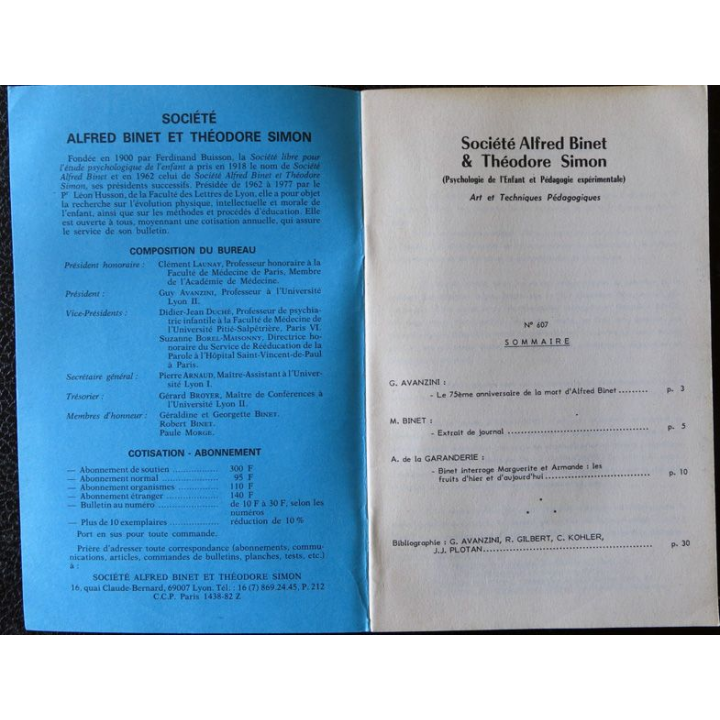 SOCIÉTÉ
ALFRED BINET ET THÉODORE SIMON
Fondée en 1900 par Ferdinand Buisson, la Société libre pour
l'étude psychologique de l'enfant a pris en 1918 le nom de Société
Alfred Binet et en 1962 celui de Société Alfred Binet et Théodore
Simon, ses présidents successifs. Présidée de 1962 à 1977 par le
Pr Léon Husson, de la Faculté des Lettres de Lyon, elle a pour objet
la recherche sur l'évolution physique, intellectuelle et morale de
l'enfant, ainsi que sur les méthodes et procédés d'éducation. Elle
est ouverte à tous, moyennant une cotisation annuelle, qui assure
le service de son bulletin.
COMPOSITION DU BUREAU
Président honoraire : Clément LAUNAY, Professeur honoraire à la
Faculté de Médecine de Paris, Membre
de l'Académie de Médecine.
Président : Guy AVANZINI, Professeur à l'Université
Lyon II.
Vice-Présidents : Didier-Jean DUCHÉ, Professeur de psychia-
trie infantile à la Faculté de Médecine de
l'Université Pitié-Salpétrière, Paris VI.
Suzanne BOREL-MAISONNY, Directrice ho-
noraire du Service de Rééducation de la
Parole à l'Hôpital Saint-Vincent-de-Paul
à Paris.
Secrétaire général : Pierre ARNAUD, Maître-Assistant à l'Univer-
sité Lyon I.
Trésorier : Gérard BROYER, Maître de Conférences à
l'Université Lyon II.
Membres d'honneur : Géraldine et Georgette BINET.
Robert BINET.
Paule MORGE.
COTISATION - ABONNEMENT
— Abonnement de soutien ............ 300 F
— Abonnement normal ............ 95 F
— Abonnement organismes ............ 110 F
— Abonnement étranger ............ 140 F
— Bulletin au numéro ............ de 10 F à 30 F, selon les
numéros
— Plus de 10 exemplaires ............ réduction de 10 %
Port en sus pour toute commande.
Prière d'adresser toute correspondance (abonnements, commu-
nications, articles, commandes de bulletins, planches, tests, etc.)
à :
SOCIÉTÉ ALFRED BINET ET THÉODORE SIMON
16, quai Claude-Bernard, 69007 Lyon. Tél. : 16 (7) 869.24.45, P. 212
C.C.P. Paris 1438-82 Z
Société Alfred Binet
& Théodore Simon
(Psychologie de l'Enfant et Pédagogie expérimentale)
Art et Techniques Pédagogiques
N° 607
SOMMAIRE
G. AVANZINI :
- Le 75ème anniversaire de la mort d'Alfred Binet ......... p. 3
M. BINET :
- Extrait de journal ........................ p. 5
A. de la GARANDERIE :
- Binet interroge Marguerite et Armande : les
fruits d'hier et d'aujourd'hui ........................ p. 10
Bibliographie : G. AVANZINI, R. GILBERT, C. KOHLER,
J.J. PLOTAN ........................ p. 30